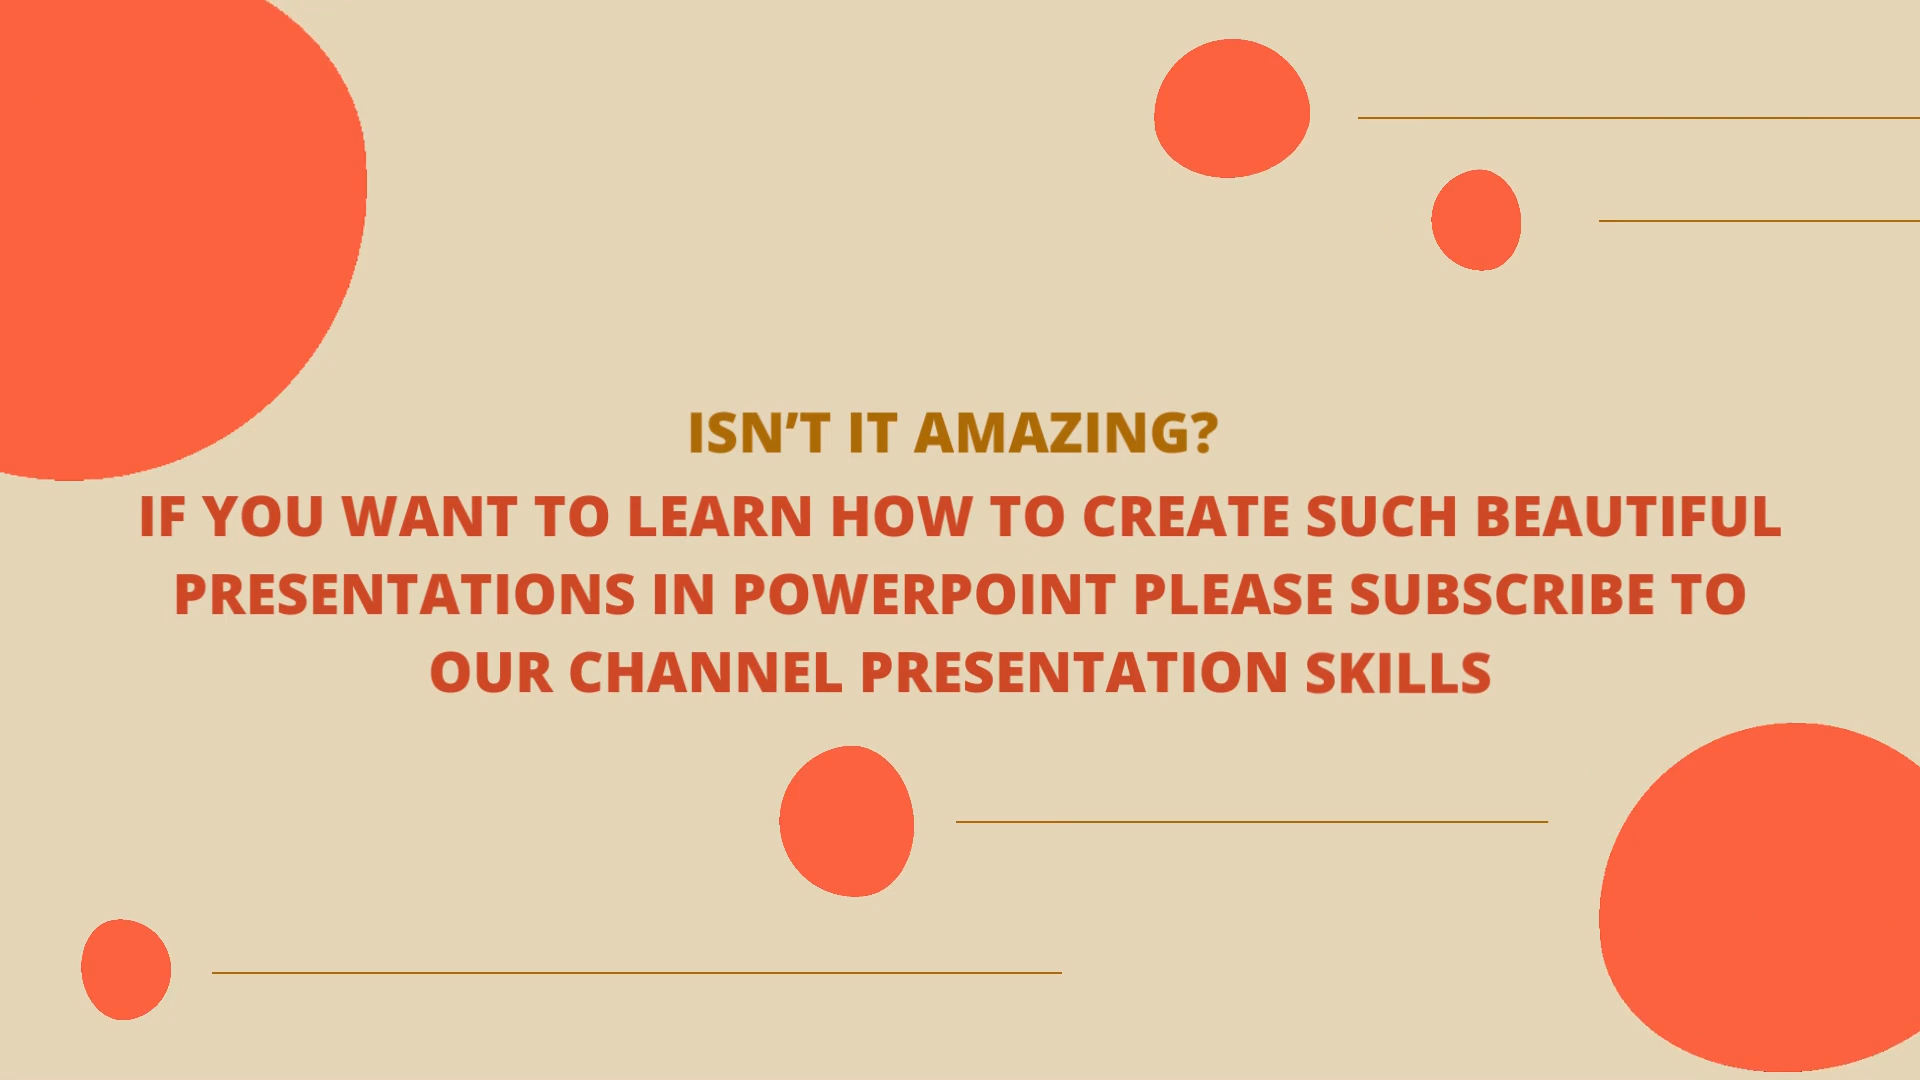 ISN’T IT AMAZING?
IF YOU WANT TO LEARN HOW TO CREATE SUCH BEAUTIFUL
PRESENTATIONS IN POWERPOINT PLEASE SUBSCRIBE TO
OUR CHANNEL PRESENTATION SKILLS